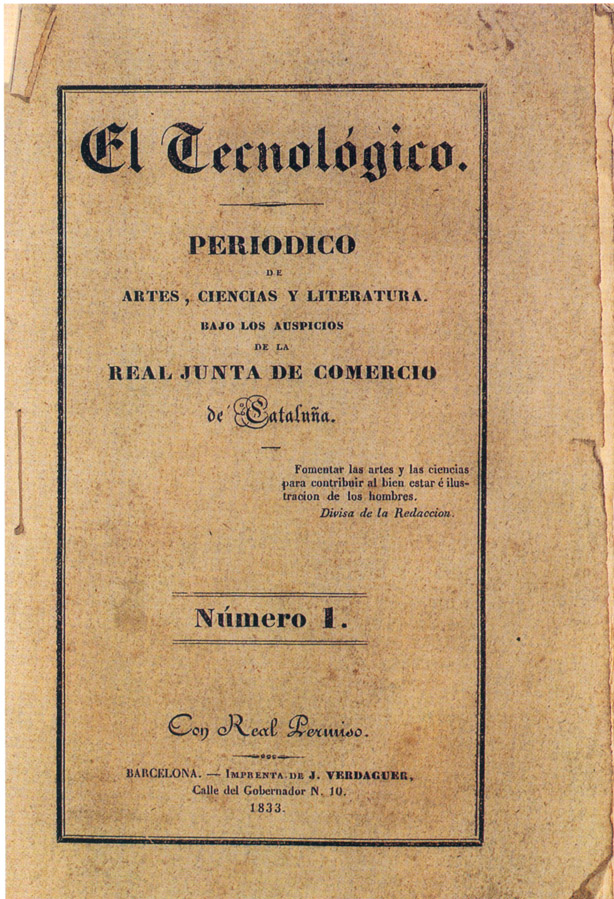 El Tecnológico.
PERIODICO
DE
ARTES, CIENCIAS Y LITERATURA.
BAJO LOS AUSPICIOS
DE LA
REAL JUNTA DE COMERCIO
de Cataluña.
Fomentar las artes y las ciencias
para contribuir al bien estar é ilus-
tracion de los hombres.
Divisa de la Redaccion.
Número 1.
Con Real Permiso.
BARCELONA. — IMPRENTA DE J. VERDAGUER,
Calle del Gobernador N. 10.
1833.